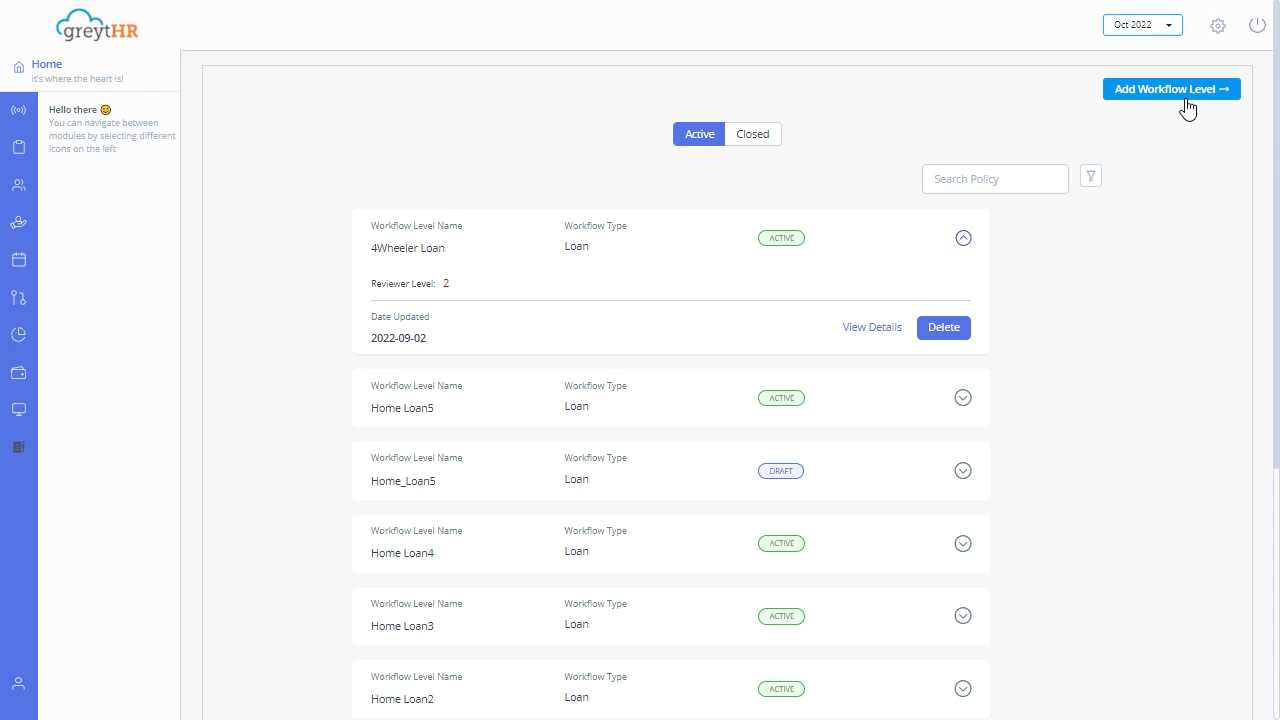 greytHR
Oct 2022
Home
it's where the heart is!
Add Workflow Level →
Hello there 😊
You can navigate between
modules by selecting different
icons on the left
Active Closed
Search Policy
Workflow Level Name Workflow Type
4Wheeler Loan Loan ACTIVE
Reviewer Level: 2
Date Updated
2022-09-02 View Details Delete
Workflow Level Name Workflow Type
Home Loan5 Loan ACTIVE
Workflow Level Name Workflow Type
Home_Loan5 Loan DRAFT
Workflow Level Name Workflow Type
Home Loan4 Loan ACTIVE
Workflow Level Name Workflow Type
Home Loan3 Loan ACTIVE
Workflow Level Name Workflow Type
Home Loan2 Loan ACTIVE